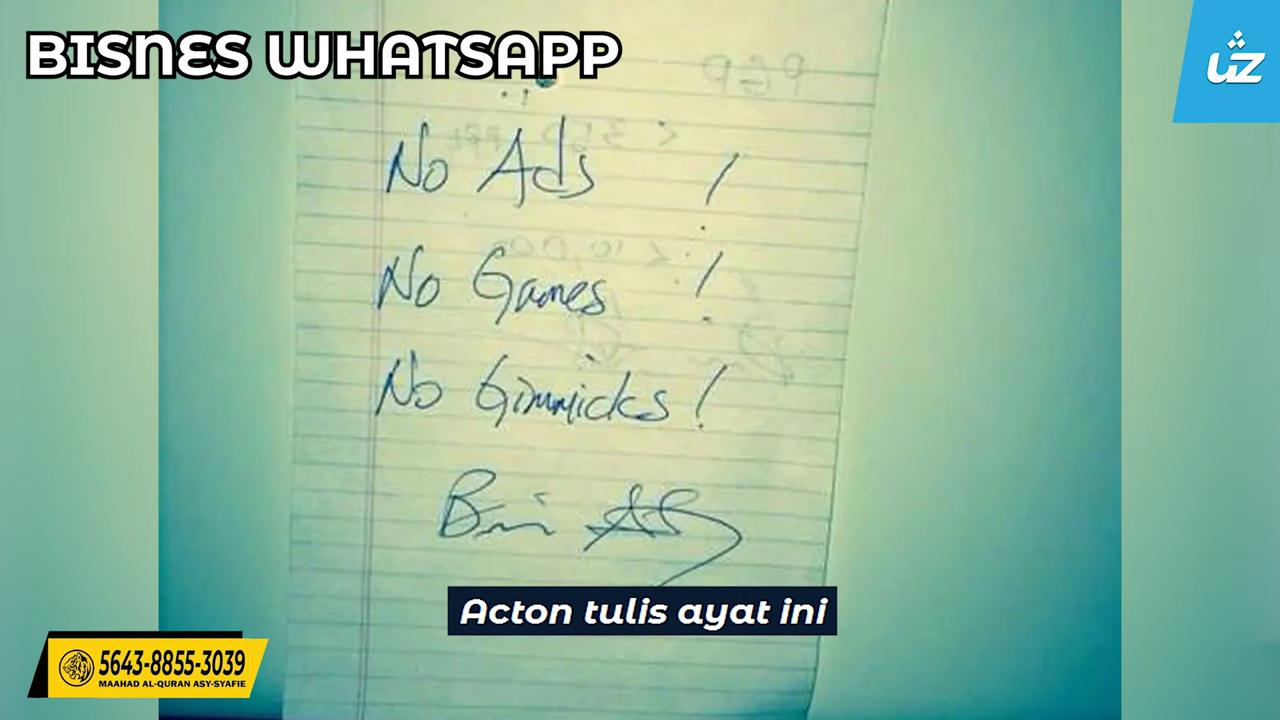 BISNES WHATSAPP
üz
No Ads !
No Games !
No Gimmicks !
Acton tulis ayat ini
5643-8855-3039
MAAHAD AL-QURAN ASY-SYAFIE